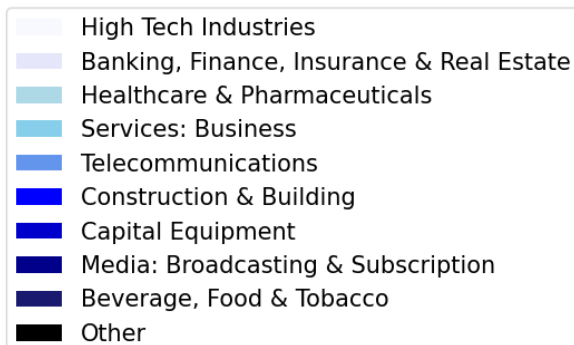 High Tech Industries
Banking, Finance, Insurance & Real Estate
Healthcare & Pharmaceuticals
Services: Business
Telecommunications
Construction & Building
Capital Equipment
Media: Broadcasting & Subscription
Beverage, Food & Tobacco
Other